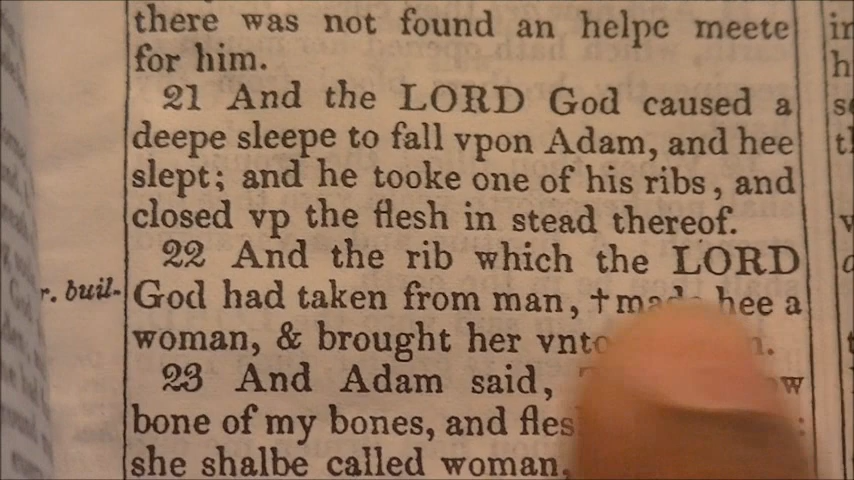 there was not found an helpe meete
for him.
21 And the LORD God caused a
deepe sleepe to fall vpon Adam, and hee
slept; and he tooke one of his ribs, and
closed vp the flesh in stead thereof.
22 And the rib which the LORD
r. buil-
God had taken from man, †made hee a
woman, & brought her
23 And Adam said,
bone of my bones, and
she shalbe called woman,